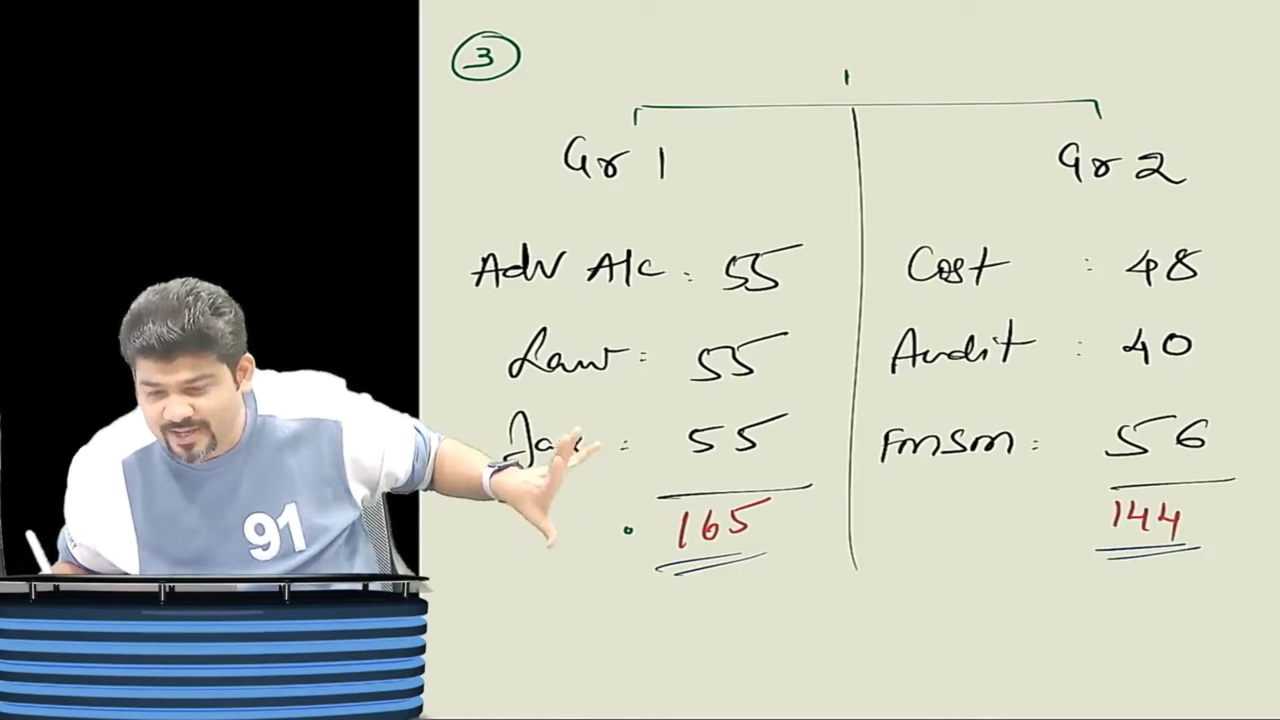 3
Gr 1
Adv A/c : 55
Law : 55
: 55
165
Gr 2
Cost : 48
Audit : 40
FMSM : 56
144
91